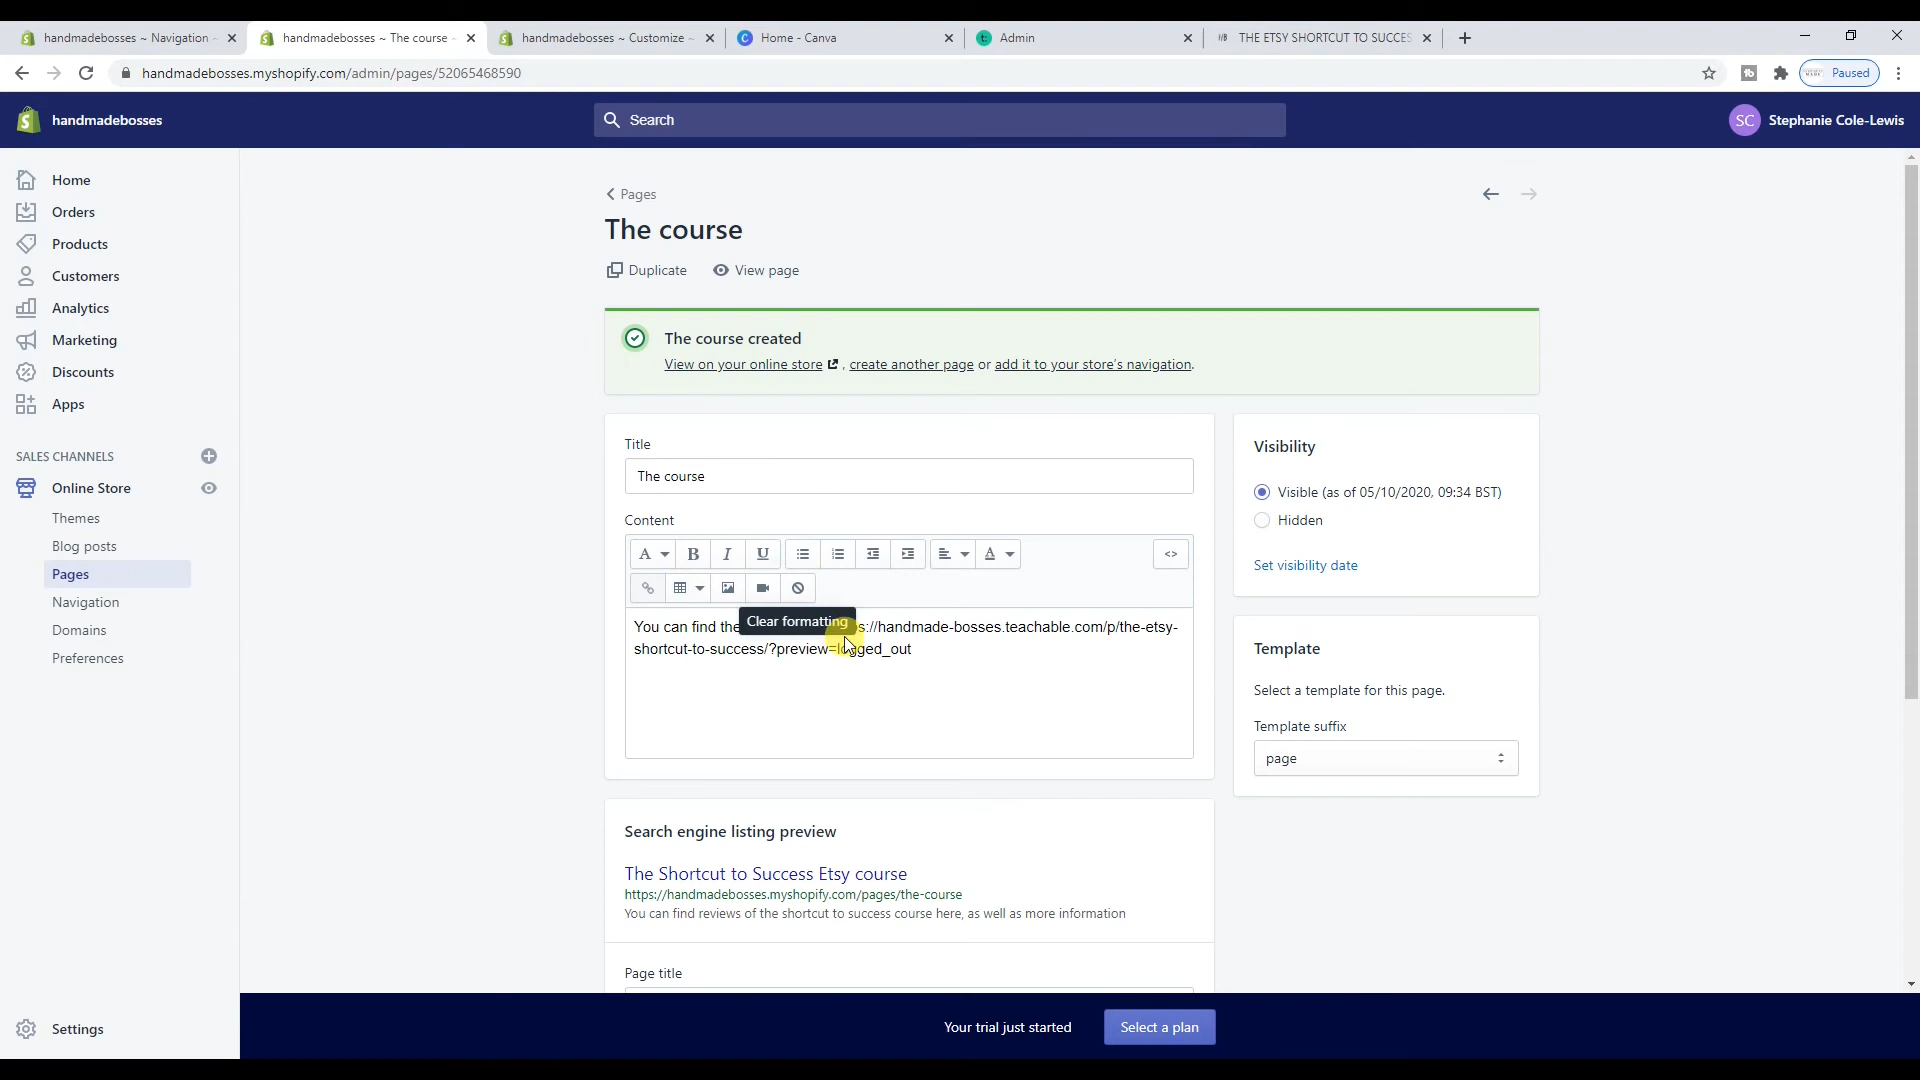 handmadebosses ~ Navigation
handmadebosses ~ The course
handmadebosses ~ Customize ~
Home - Canva
Admin
THE ETSY SHORTCUT TO SUCCES
handmadebosses.myshopify.com/admin/pages/52065468590
Paused
handmadebosses
Search
SC
Stephanie Cole-Lewis
Home
Orders
Products
Customers
Analytics
Marketing
Discounts
Apps
SALES CHANNELS
Online Store
Themes
Blog posts
Pages
Navigation
Domains
Preferences
Settings
Pages
The course
Duplicate
View page
The course created
View on your online store , create another page or add it to your store's navigation.
Title
The course
Content
A B I U A <>
Clear formatting
You can find the s://handmade-bosses.teachable.com/p/the-etsy-
shortcut-to-success/?preview=logged_out
Visibility
Visible (as of 05/10/2020, 09:34 BST)
Hidden
Set visibility date
Template
Select a template for this page.
Template suffix
page
Search engine listing preview
The Shortcut to Success Etsy course
https://handmadebosses.myshopify.com/pages/the-course
You can find reviews of the shortcut to success course here, as well as more information
Page title
Your trial just started
Select a plan